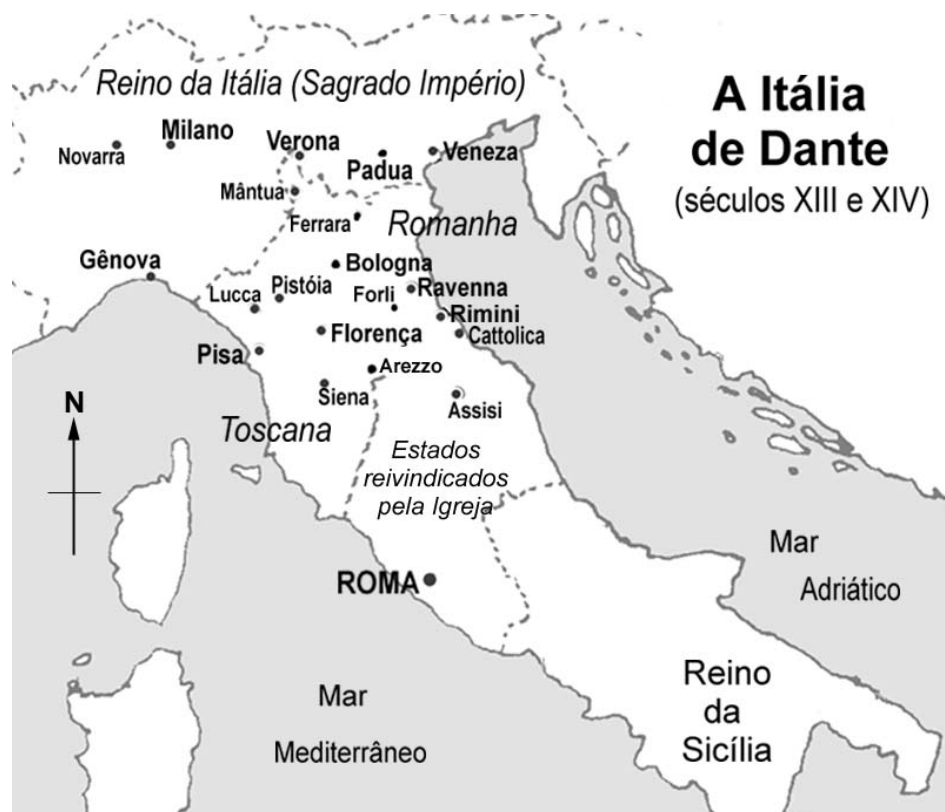 Reino da Itália (Sagrado Império)
A Itália
de Dante
(séculos XIII e XIV)
Milano
Novarra
Verona
Padua
Veneza
Mântua
Ferrara
Romanha
Gênova
Bologna
Lucca
Pistóia
Forli
Ravenna
Rimini
Cattolica
Florença
Pisa
Arezzo
Siena
Assisi
N
Toscana
Estados
reivindicados
pela Igreja
ROMA
Mar
Adriático
Mar
Mediterrâneo
Reino
da
Sicília